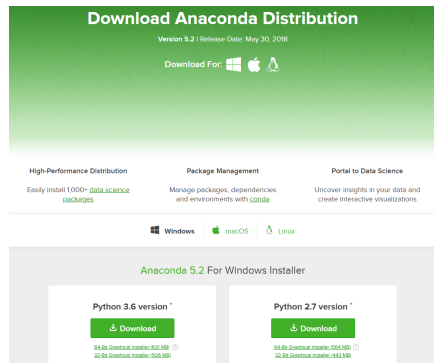 Download Anaconda Distribution
Version 5.2 | Release Date: May 30, 2018
Download For:
High-Performance Distribution
Easily install 1,000+ data science
packages
Package Management
Manage packages, dependencies
and environments with conda
Portal to Data Science
Uncover insights in your data and
create interactive visualizations
Windows
macOS
Linux
Anaconda 5.2 For Windows Installer
Python 3.6 version *
Download
64-Bit Graphical Installer (631 MB) ?
32-Bit Graphical Installer (506 MB)
Python 2.7 version *
Download
64-Bit Graphical Installer (564 MB) ?
32-Bit Graphical Installer (443 MB)